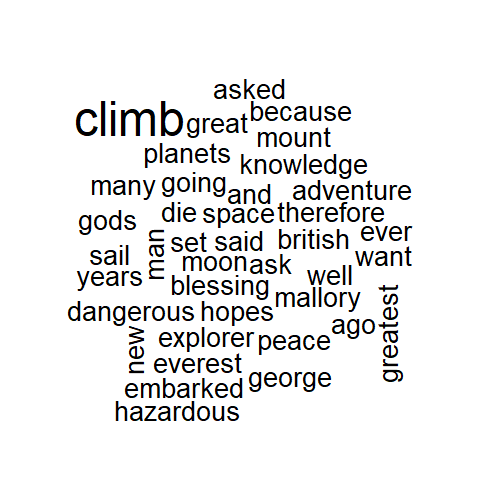 asked
climb great because
mount
planets
knowledge
many going and adventure
gods die space therefore
man set said british ever
sail moon ask want
years blessing well
mallory
dangerous hopes ago greatest
new explorer peace
everest
embarked george
hazardous